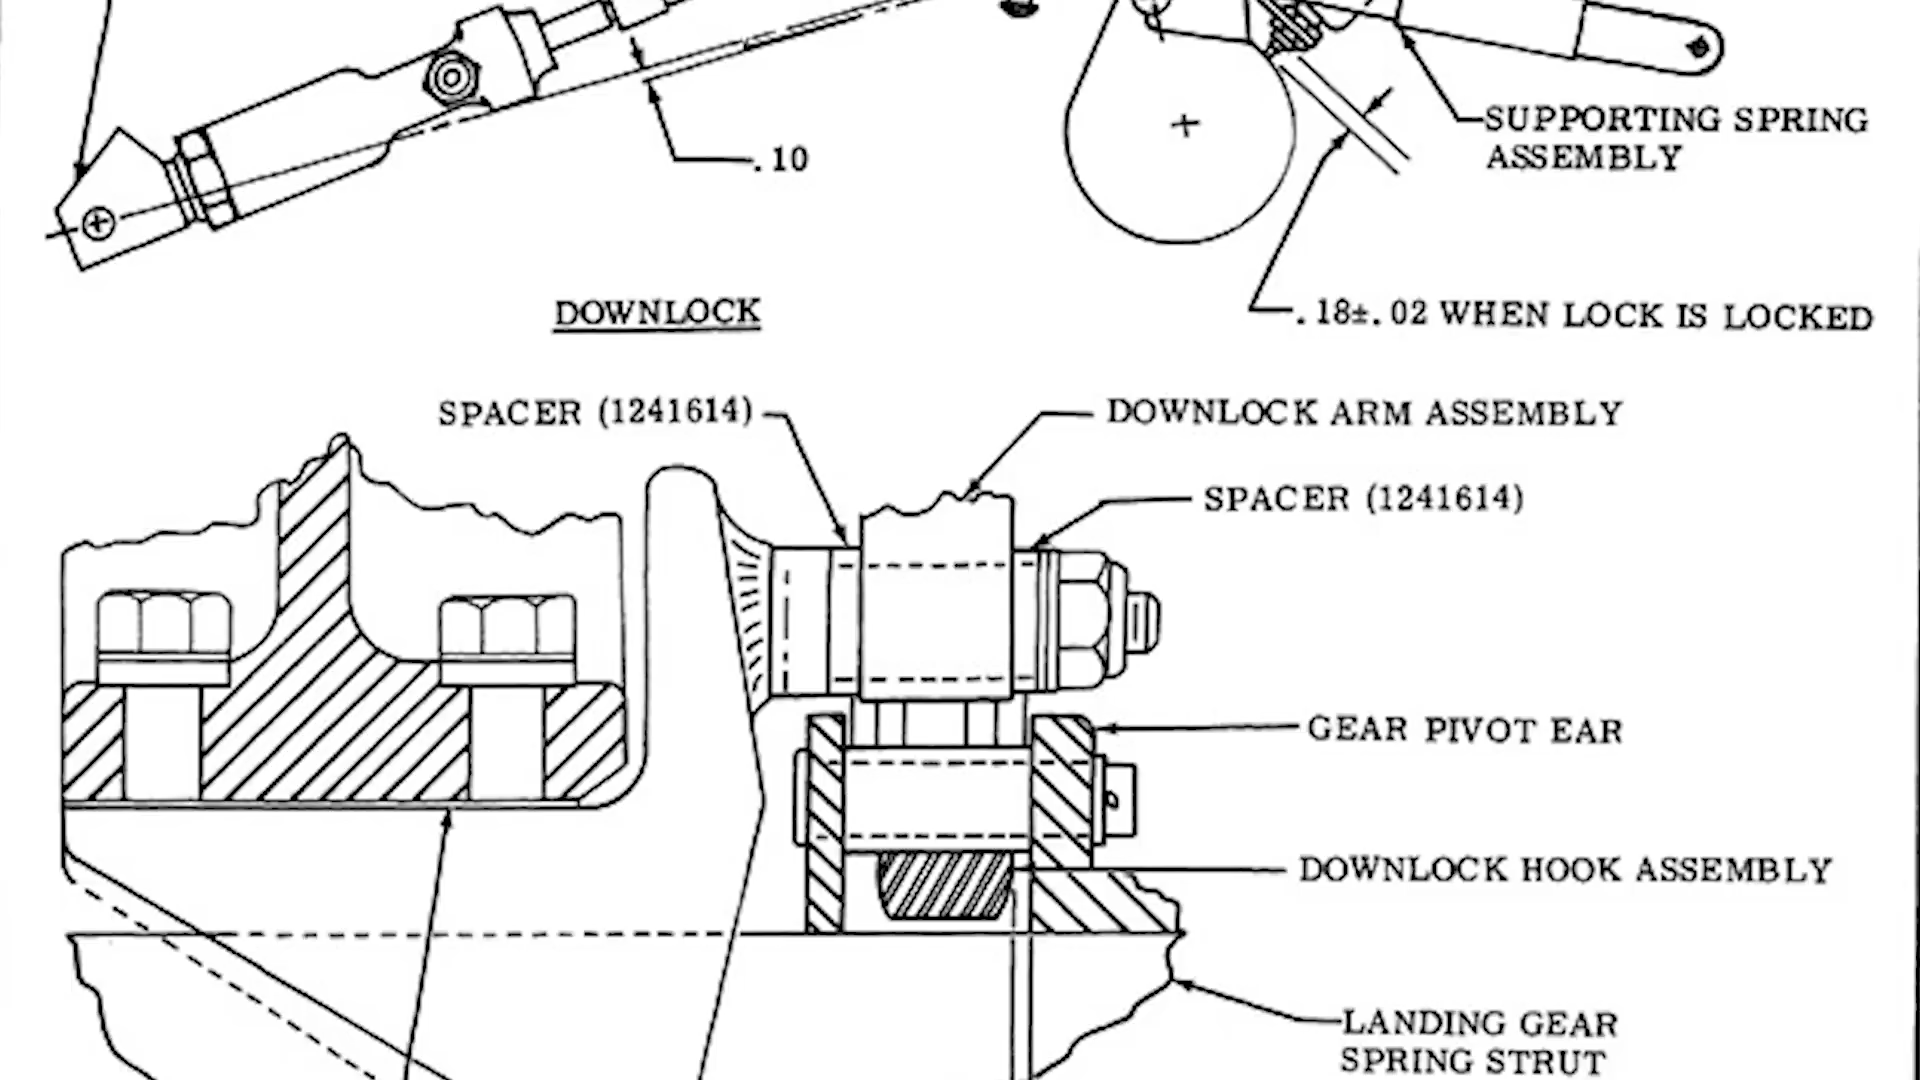 SUPPORTING SPRING
ASSEMBLY
.10
DOWNLOCK
.18±.02 WHEN LOCK IS LOCKED
SPACER (1241614)
DOWNLOCK ARM ASSEMBLY
SPACER (1241614)
GEAR PIVOT EAR
DOWNLOCK HOOK ASSEMBLY
LANDING GEAR
SPRING STRUT